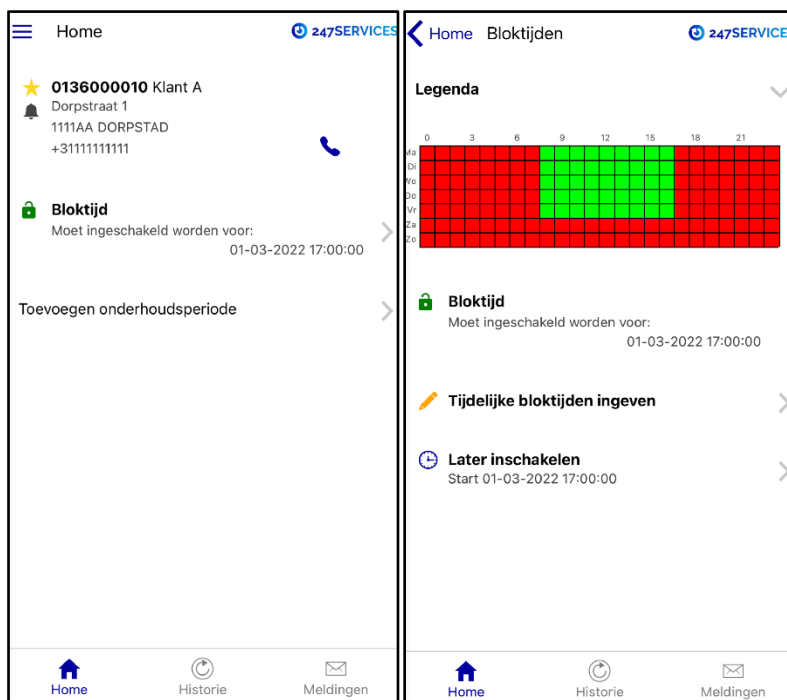 Home
247SERVICES
0136000010 Klant A
Dorpstraat 1
1111AA DORPSTAD
+31111111111
Bloktijd
Moet ingeschakeld worden voor:
01-03-2022 17:00:00
Toevoegen onderhoudsperiode
Home
Historie
Meldingen
Home Bloktijden
247SERVICE
Legenda
0 3 6 9 12 15 18 21
Ma
Di
Wo
Do
Vr
Za
Zo
Bloktijd
Moet ingeschakeld worden voor:
01-03-2022 17:00:00
Tijdelijke bloktijden ingeven
Later inschakelen
Start 01-03-2022 17:00:00
Home
Historie
Meldingen